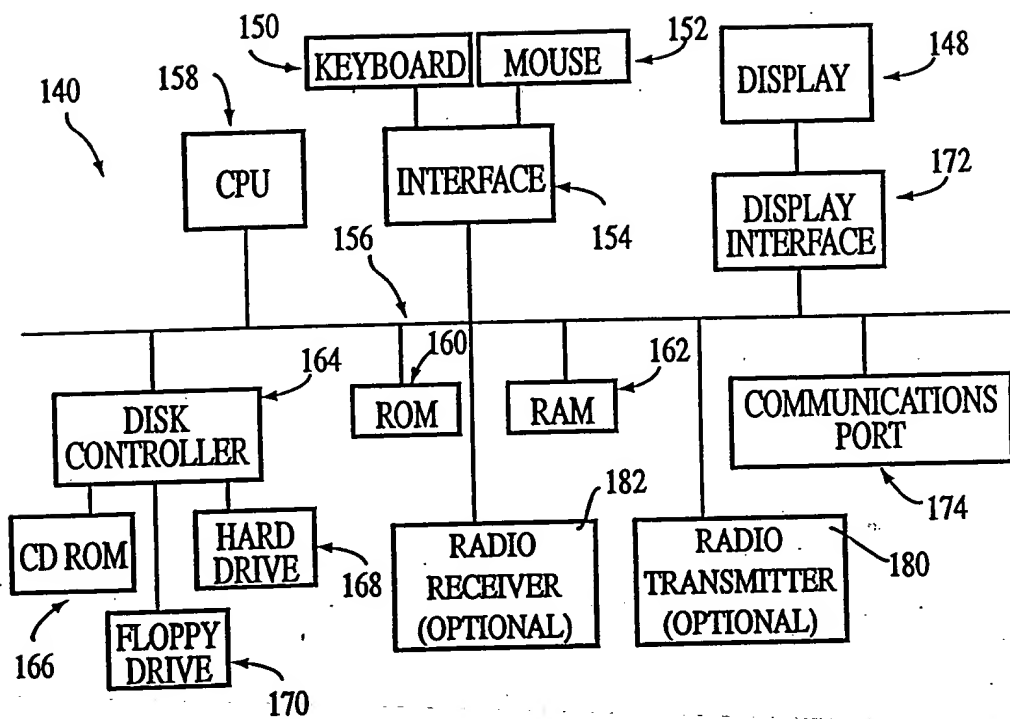 150
KEYBOARD
MOUSE
152
DISPLAY
148
140
158
CPU
INTERFACE
154
172
DISPLAY
INTERFACE
156
164
DISK
CONTROLLER
160
ROM
162
RAM
COMMUNICATIONS
PORT
174
CD ROM
166
HARD
DRIVE
168
FLOPPY
DRIVE
170
182
RADIO
RECEIVER
(OPTIONAL)
RADIO
TRANSMITTER
(OPTIONAL)
180